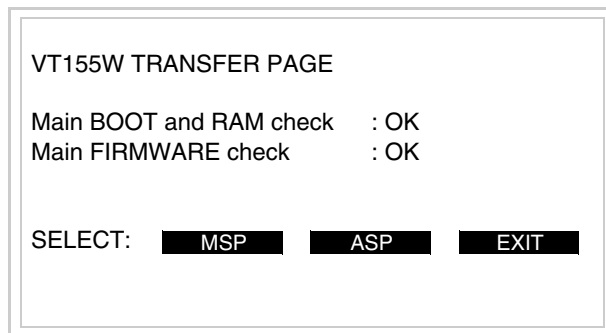 VT155W TRANSFER PAGE
Main BOOT and RAM check : OK
Main FIRMWARE check : OK
SELECT: MSP ASP EXIT